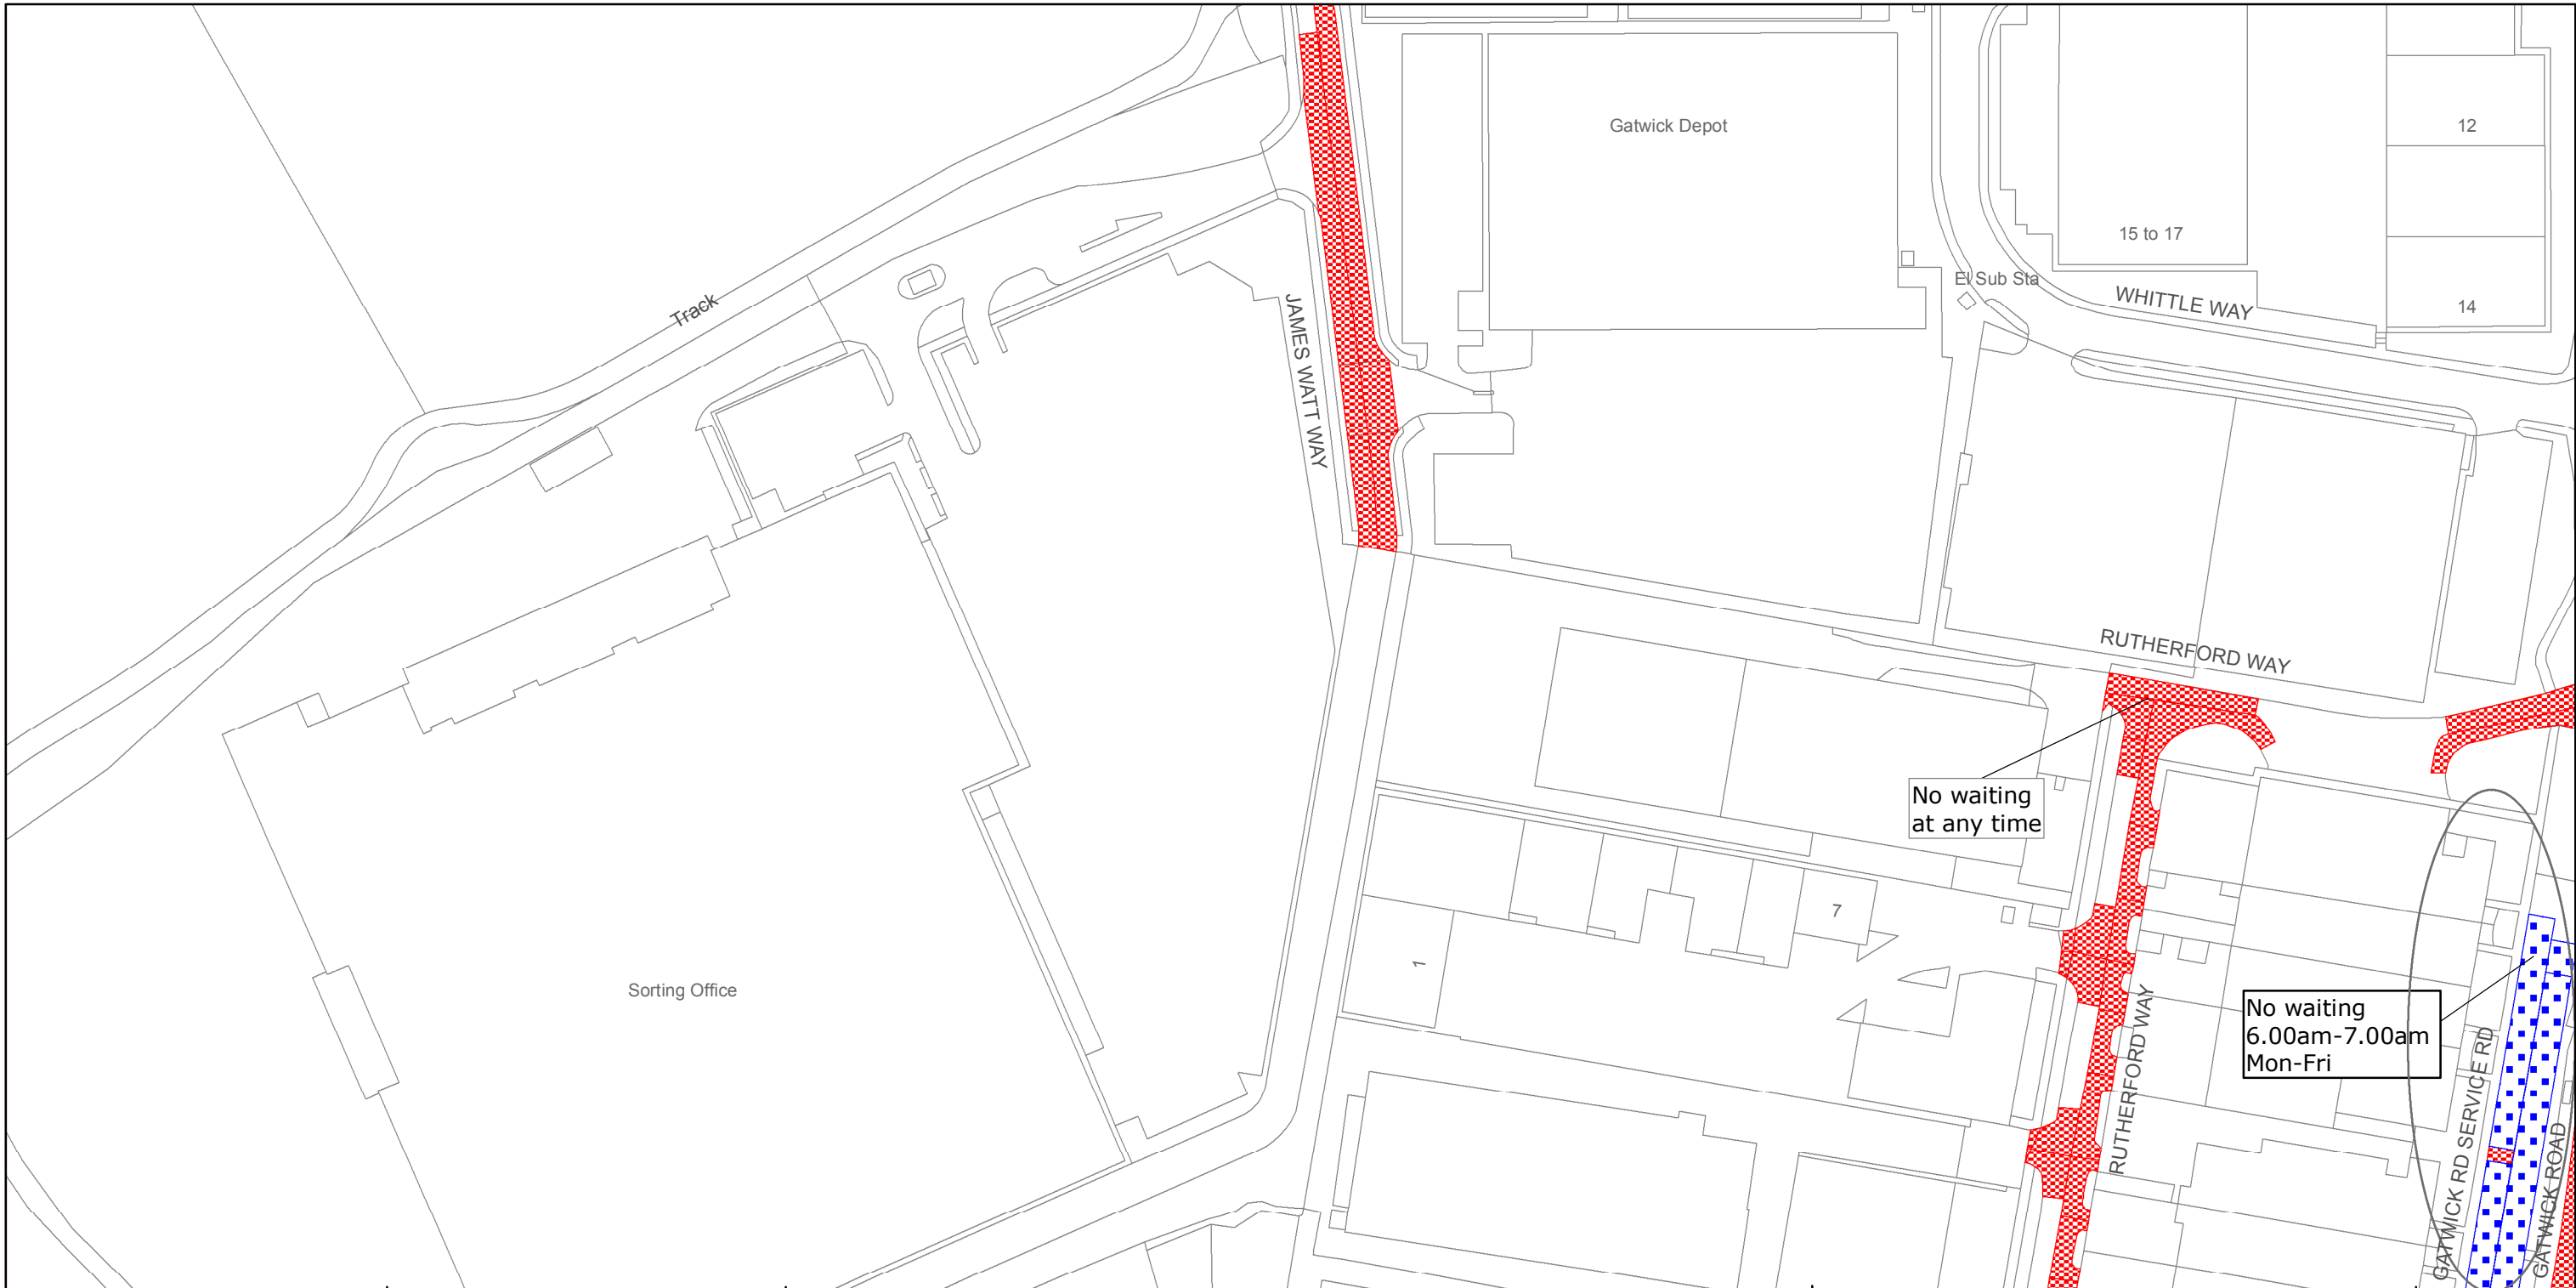 Gatwick Depot
12
15 to 17
El Sub Sta
WHITTLE WAY
14
Track
JAMES WATT WAY
RUTHERFORD WAY
No waiting
at any time
7
1
Sorting Office
RUTHERFORD WAY
No waiting
6.00am-7.00am
Mon-Fri
GATWICK RD SERVICE RD
GATWICK ROAD